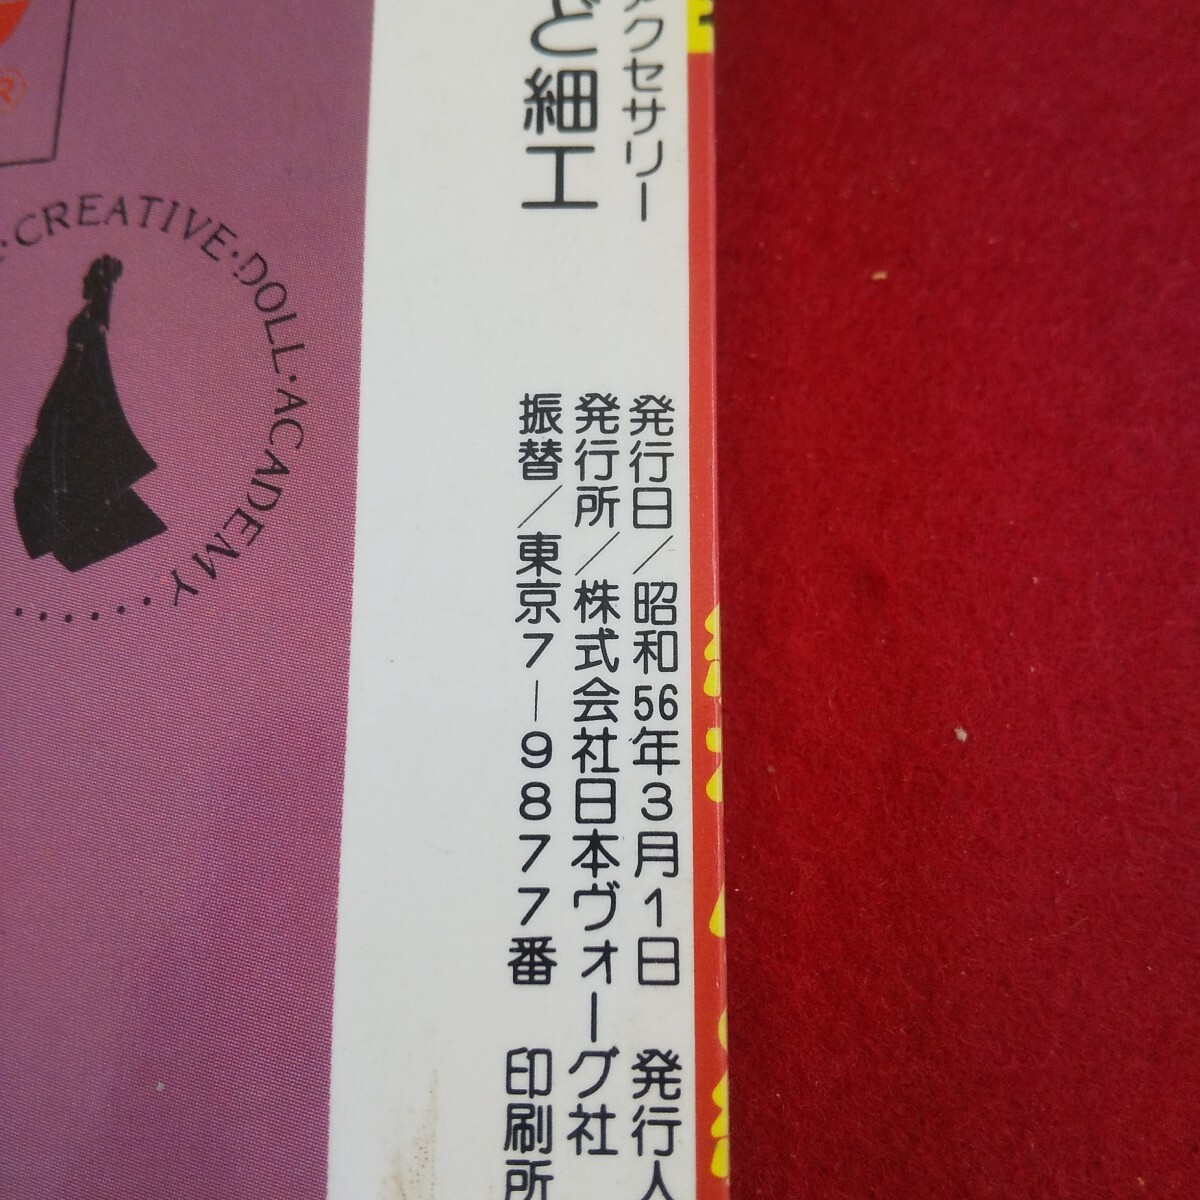 アクセサリー
ど細工
発行日/昭和56年3月1日 発行人
発行所/株式会社日本ヴォーグ社
振替/東京7-9877番 印刷所
CREATIVE・DOLL・ACADEMY・・・・・・
®